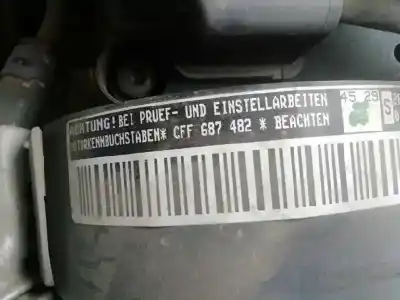 ACHTUNG! BEI PRUEF- UND EINSTELLARBEITEN
MOTORKENNBUCHSTABEN* CFF 687 482 * BEACHTEN
45 29
S